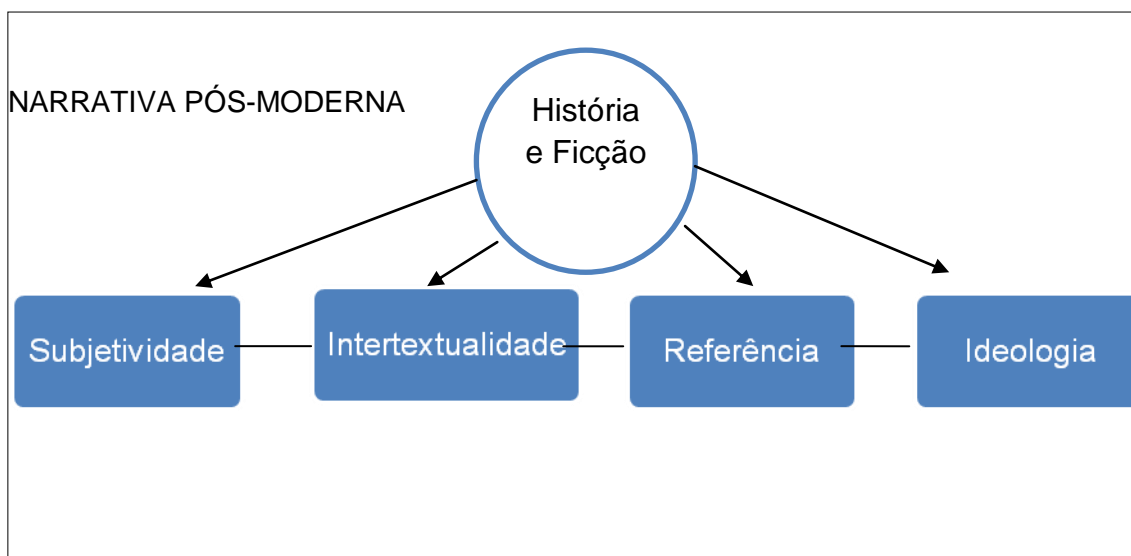 NARRATIVA PÓS-MODERNA
História
e Ficção
Subjetividade
Intertextualidade
Referência
Ideologia